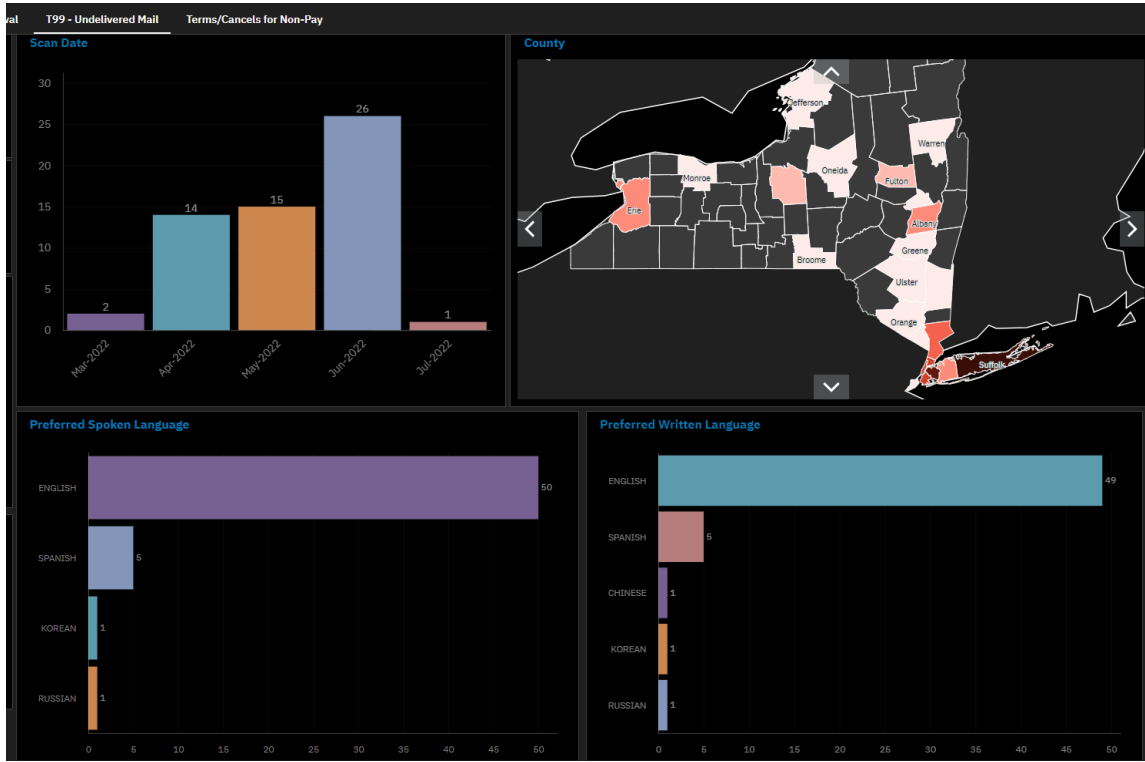 val T99 - Undelivered Mail Terms/Cancels for Non-Pay
Scan Date
30
25
20
15
10
5
0
2
14
15
26
1
Mar-2022
Apr-2022
May-2022
Jun-2022
Jul-2022
County
Jefferson
Warren
Oneida
Monroe
Fulton
Erie
Albany
Greene
Broome
Ulster
Orange
Suffolk
Preferred Spoken Language
ENGLISH 50
SPANISH 5
KOREAN 1
RUSSIAN 1
0 5 10 15 20 25 30 35 40 45 50
Preferred Written Language
ENGLISH 49
SPANISH 5
CHINESE 1
KOREAN 1
RUSSIAN 1
0 5 10 15 20 25 30 35 40 45 50